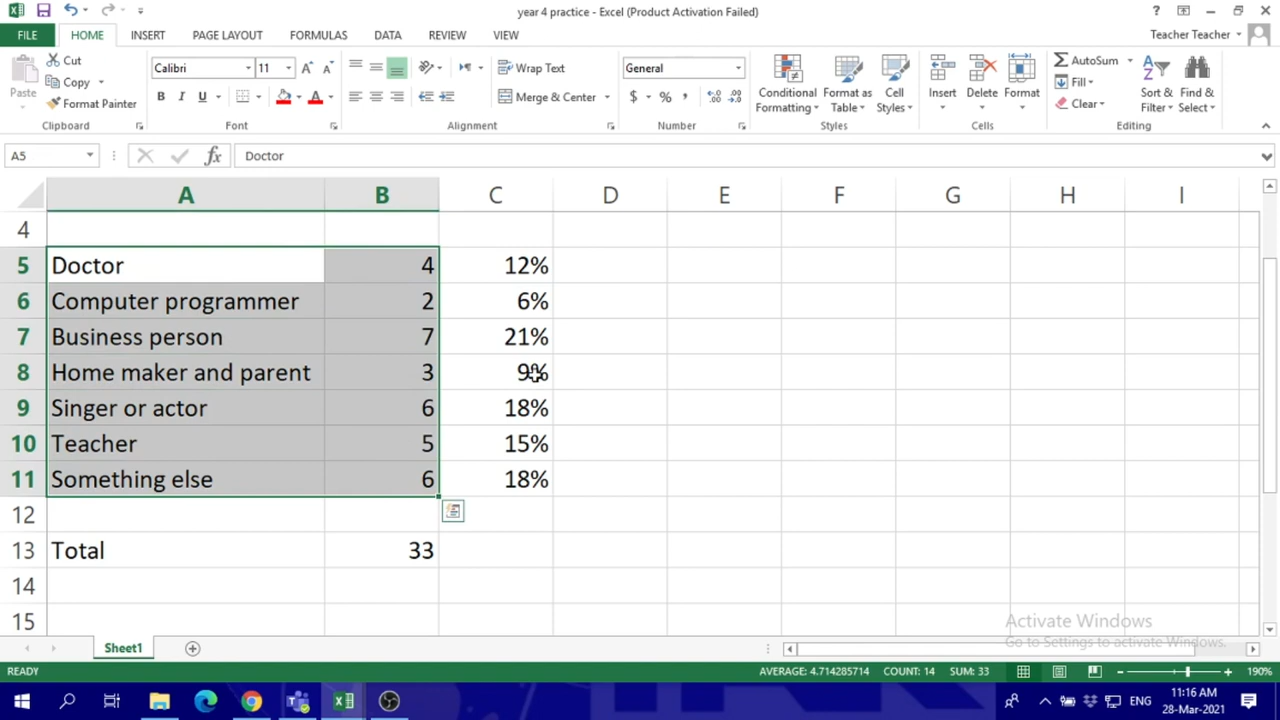 year 4 practice - Excel (Product Activation Failed)
FILE HOME INSERT PAGE LAYOUT FORMULAS DATA REVIEW VIEW Teacher Teacher
Paste Cut Copy Format Painter Clipboard
Calibri 11 B I U A Font
Wrap Text Merge & Center Alignment
General $ % , Number
Conditional Formatting Format as Table Cell Styles Styles
Insert Delete Format Cells
AutoSum Fill Clear Sort & Filter Find & Select Editing
A5 fx Doctor
A B C D E F G H I
4
5 Doctor 4 12%
6 Computer programmer 2 6%
7 Business person 7 21%
8 Home maker and parent 3 9%
9 Singer or actor 6 18%
10 Teacher 5 15%
11 Something else 6 18%
12
13 Total 33
14
15
Activate Windows
Go to Settings to activate Windows.
Sheet1
READY AVERAGE: 4.714285714 COUNT: 14 SUM: 33 190%
ENG 11:16 AM
28-Mar-2021